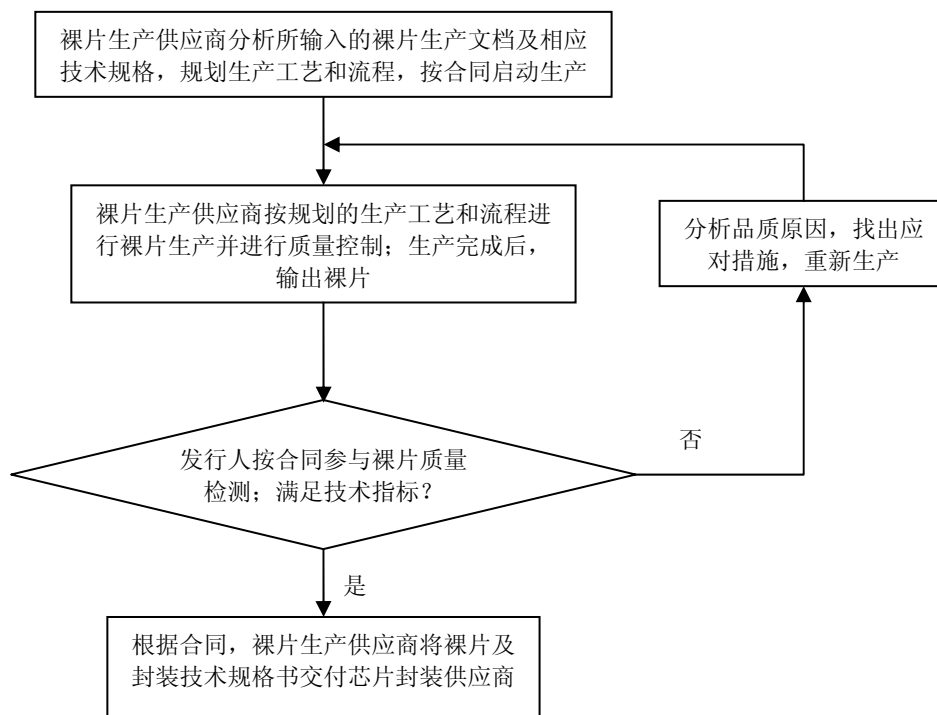 裸片生产供应商分析所输入的裸片生产文档及相应
技术规格，规划生产工艺和流程，按合同启动生产
裸片生产供应商按规划的生产工艺和流程进
行裸片生产并进行质量控制；生产完成后，
输出裸片
分析品质原因，找出应
对措施，重新生产
发行人按合同参与裸片质量
检测；满足技术指标？
否
是
根据合同，裸片生产供应商将裸片及
封装技术规格书交付芯片封装供应商